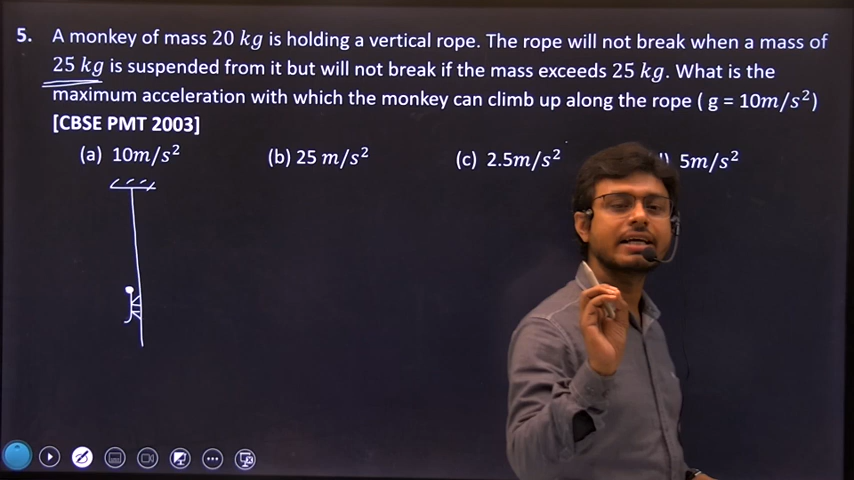 5. A monkey of mass 20 kg is holding a vertical rope. The rope will not break when a mass of
25 kg is suspended from it but will not break if the mass exceeds 25 kg. What is the
maximum acceleration with which the monkey can climb up along the rope ( g = 10m/s²)
[CBSE PMT 2003]
(a) 10m/s² (b) 25 m/s² (c) 2.5m/s² ) 5m/s²